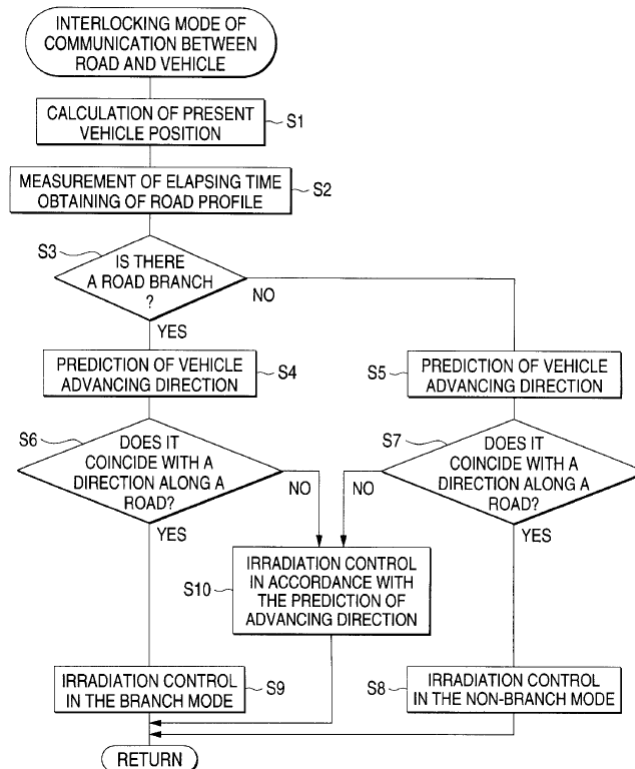 INTERLOCKING MODE OF
COMMUNICATION BETWEEN
ROAD AND VEHICLE
CALCULATION OF PRESENT
VEHICLE POSITION
S1
MEASUREMENT OF ELAPSING TIME
OBTAINING OF ROAD PROFILE
S2
S3
IS THERE
A ROAD BRANCH
?
NO
YES
PREDICTION OF VEHICLE
ADVANCING DIRECTION
S4
S5
PREDICTION OF VEHICLE
ADVANCING DIRECTION
S6
DOES IT
COINCIDE WITH A
DIRECTION ALONG A
ROAD?
NO
YES
S7
DOES IT
COINCIDE WITH A
DIRECTION ALONG A
ROAD?
NO
YES
S10
IRRADIATION CONTROL
IN ACCORDANCE WITH
THE PREDICTION OF
ADVANCING DIRECTION
IRRADIATION CONTROL
IN THE BRANCH MODE
S9
S8
IRRADIATION CONTROL
IN THE NON-BRANCH MODE
RETURN